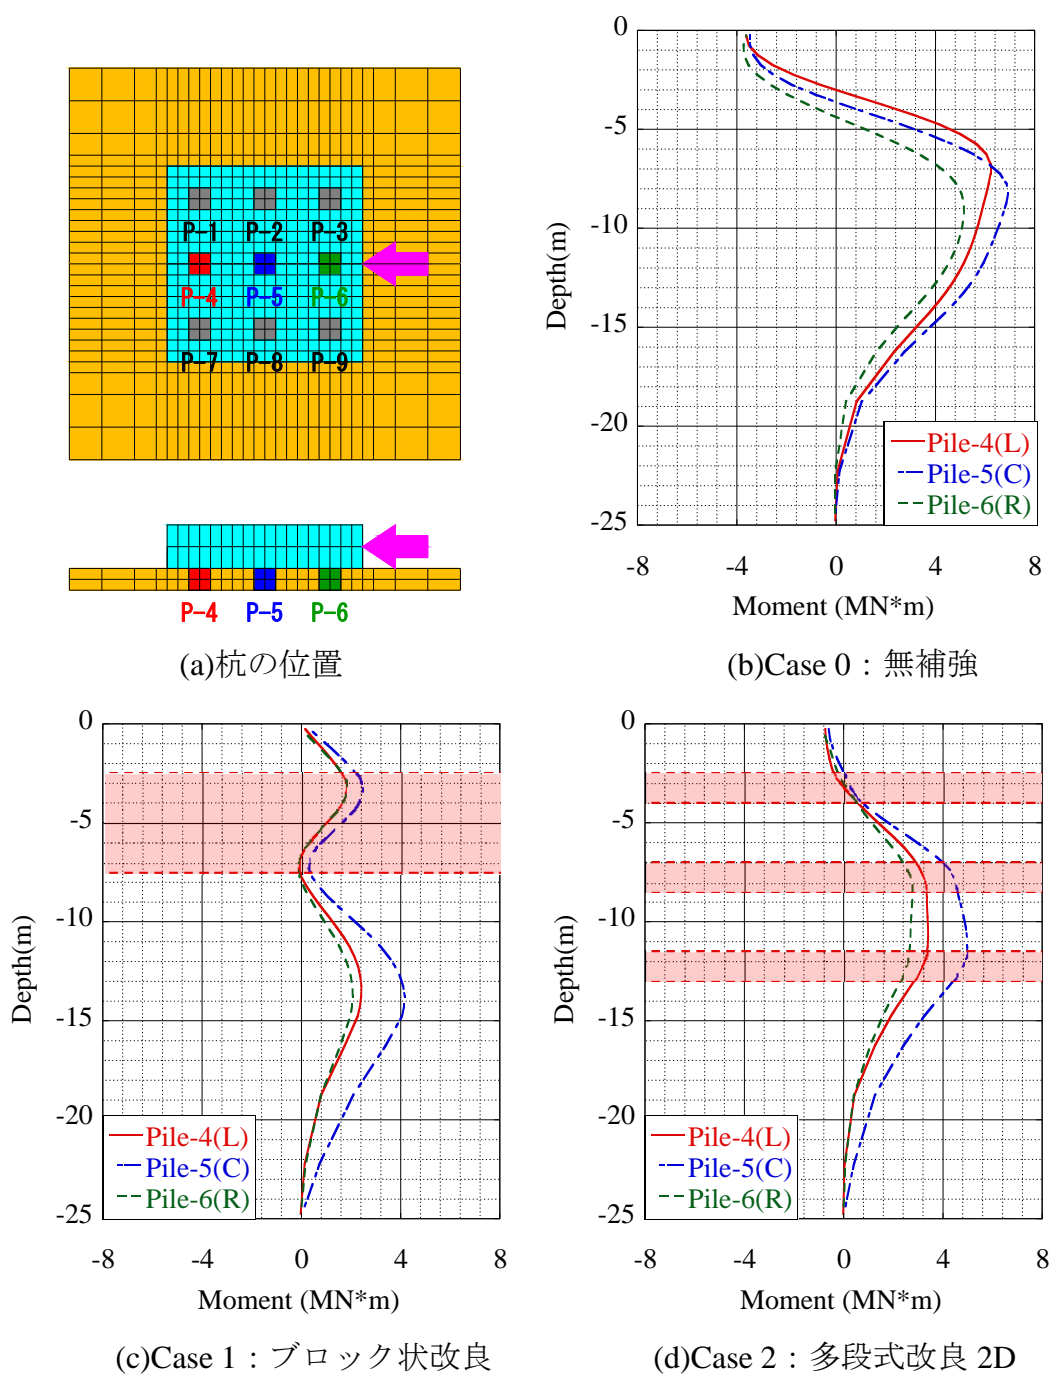 P-1 P-2 P-3
P-4 P-5 P-6
P-7 P-8 P-9
P-4 P-5 P-6
(a)杭の位置
0
-5
-10
-15
-20
-25
Depth(m)
Pile-4(L)
Pile-5(C)
Pile-6(R)
-8 -4 0 4 8
Moment (MN*m)
(b)Case 0：無補強
0
-5
-10
-15
-20
-25
Depth(m)
Pile-4(L)
Pile-5(C)
Pile-6(R)
-8 -4 0 4 8
Moment (MN*m)
(c)Case 1：ブロック状改良
0
-5
-10
-15
-20
-25
Depth(m)
Pile-4(L)
Pile-5(C)
Pile-6(R)
-8 -4 0 4 8
Moment (MN*m)
(d)Case 2：多段式改良 2D